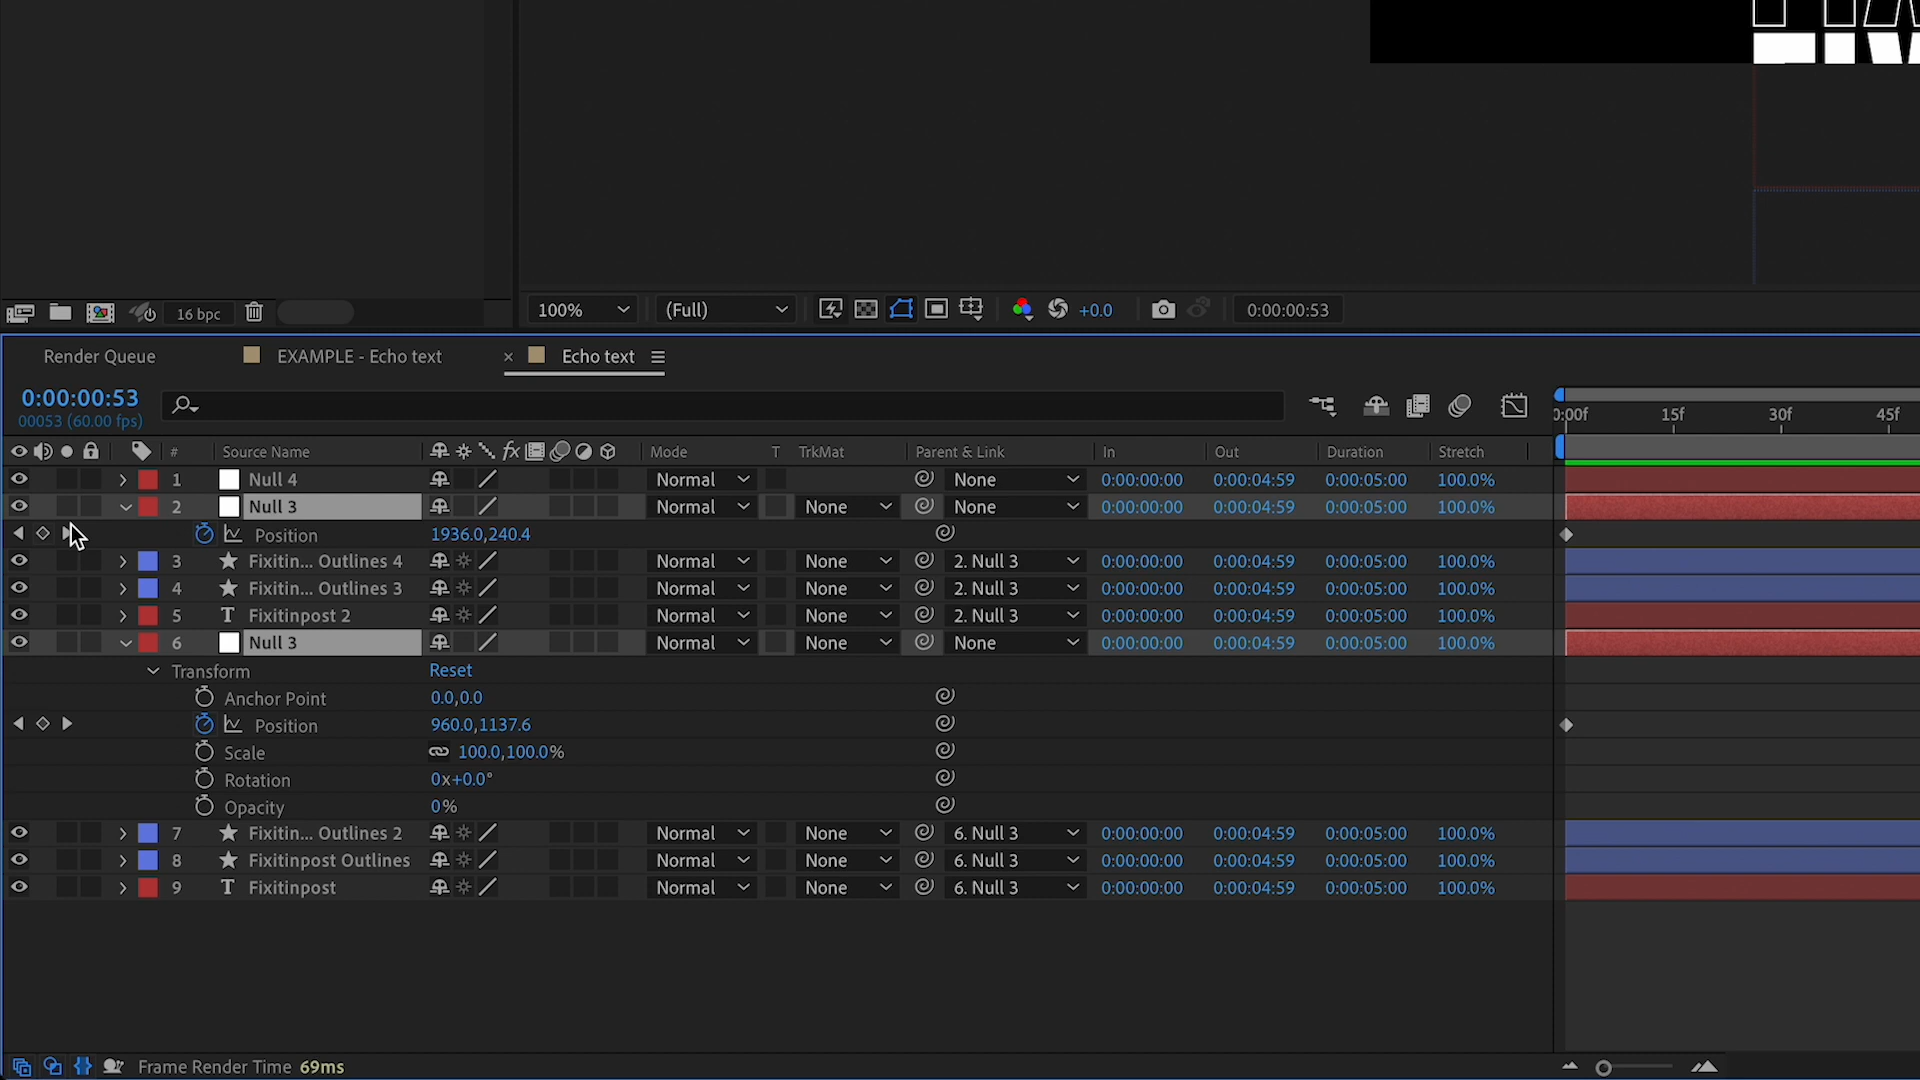 16 bpc
100% (Full) +0.0 0:00:00:53
Render Queue EXAMPLE - Echo text × Echo text
0:00:00:53
00053 (60.00 fps)
0:00f 15f 30f 45f
# Source Name fx Mode T TrkMat Parent & Link In Out Duration Stretch
1 Null 4 Normal None 0:00:00:00 0:00:04:59 0:00:05:00 100.0%
2 Null 3 Normal None None 0:00:00:00 0:00:04:59 0:00:05:00 100.0%
Position 1936.0,240.4
3 Fixitin... Outlines 4 Normal None 2. Null 3 0:00:00:00 0:00:04:59 0:00:05:00 100.0%
4 Fixitin... Outlines 3 Normal None 2. Null 3 0:00:00:00 0:00:04:59 0:00:05:00 100.0%
5 T Fixitinpost 2 Normal None 2. Null 3 0:00:00:00 0:00:04:59 0:00:05:00 100.0%
6 Null 3 Normal None None 0:00:00:00 0:00:04:59 0:00:05:00 100.0%
Transform Reset
Anchor Point 0.0,0.0
Position 960.0,1137.6
Scale 100.0,100.0%
Rotation 0x+0.0°
Opacity 0%
7 Fixitin... Outlines 2 Normal None 6. Null 3 0:00:00:00 0:00:04:59 0:00:05:00 100.0%
8 Fixitinpost Outlines Normal None 6. Null 3 0:00:00:00 0:00:04:59 0:00:05:00 100.0%
9 T Fixitinpost Normal None 6. Null 3 0:00:00:00 0:00:04:59 0:00:05:00 100.0%
Frame Render Time 69ms